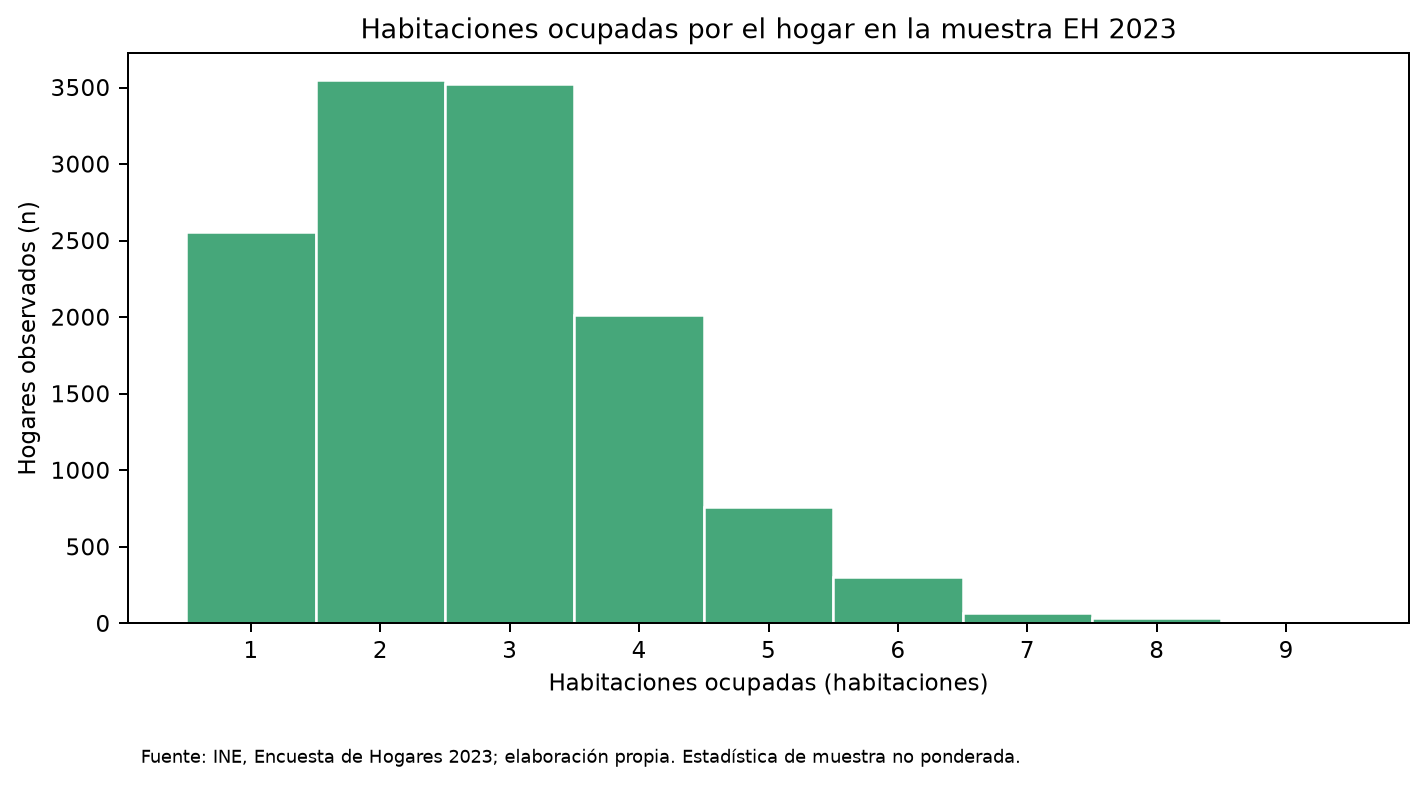 Habitaciones ocupadas por el hogar en la muestra EH 2023
Hogares observados (n)
3500
3000
2500
2000
1500
1000
500
0
1 2 3 4 5 6 7 8 9
Habitaciones ocupadas (habitaciones)
Fuente: INE, Encuesta de Hogares 2023; elaboración propia. Estadística de muestra no ponderada.